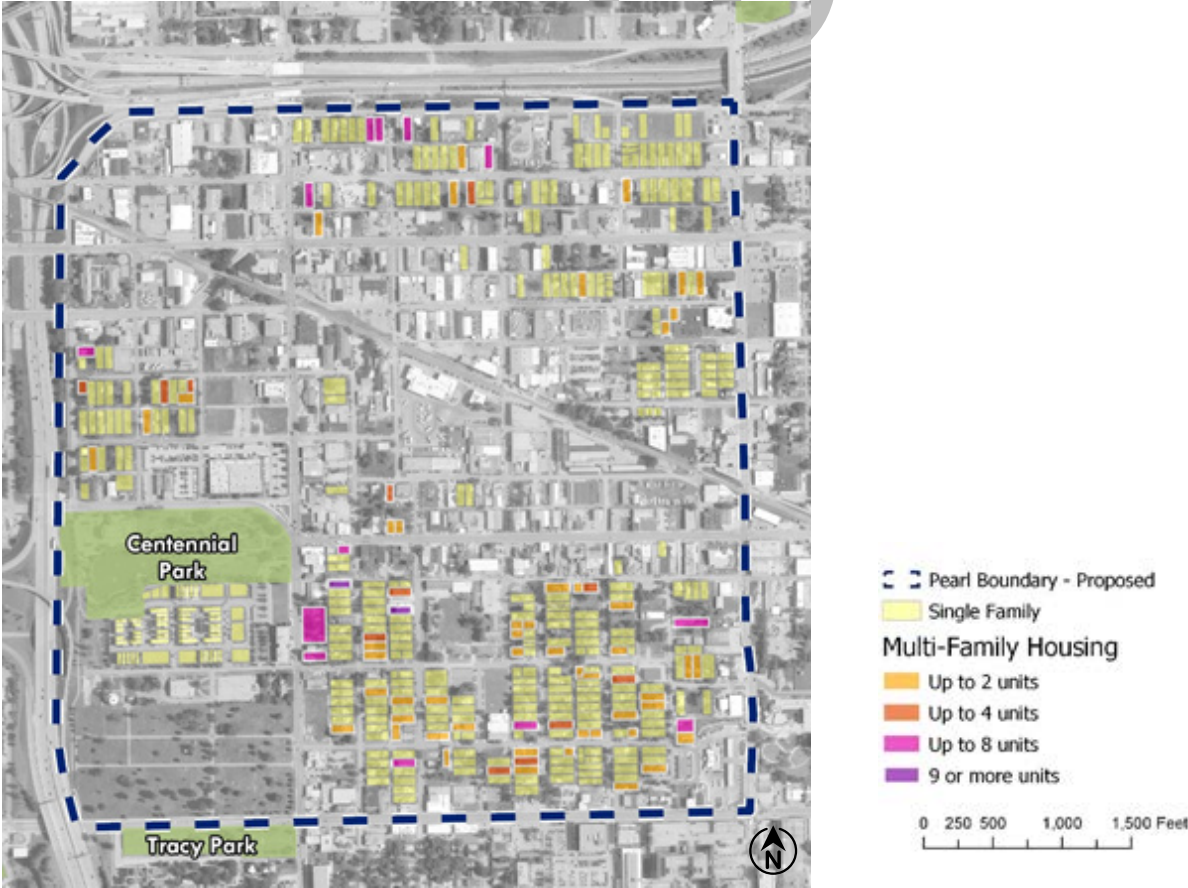 Centennial
Park
Tracy Park
N
Pearl Boundary - Proposed
Single Family
Multi-Family Housing
Up to 2 units
Up to 4 units
Up to 8 units
9 or more units
0 250 500 1,000 1,500 Feet